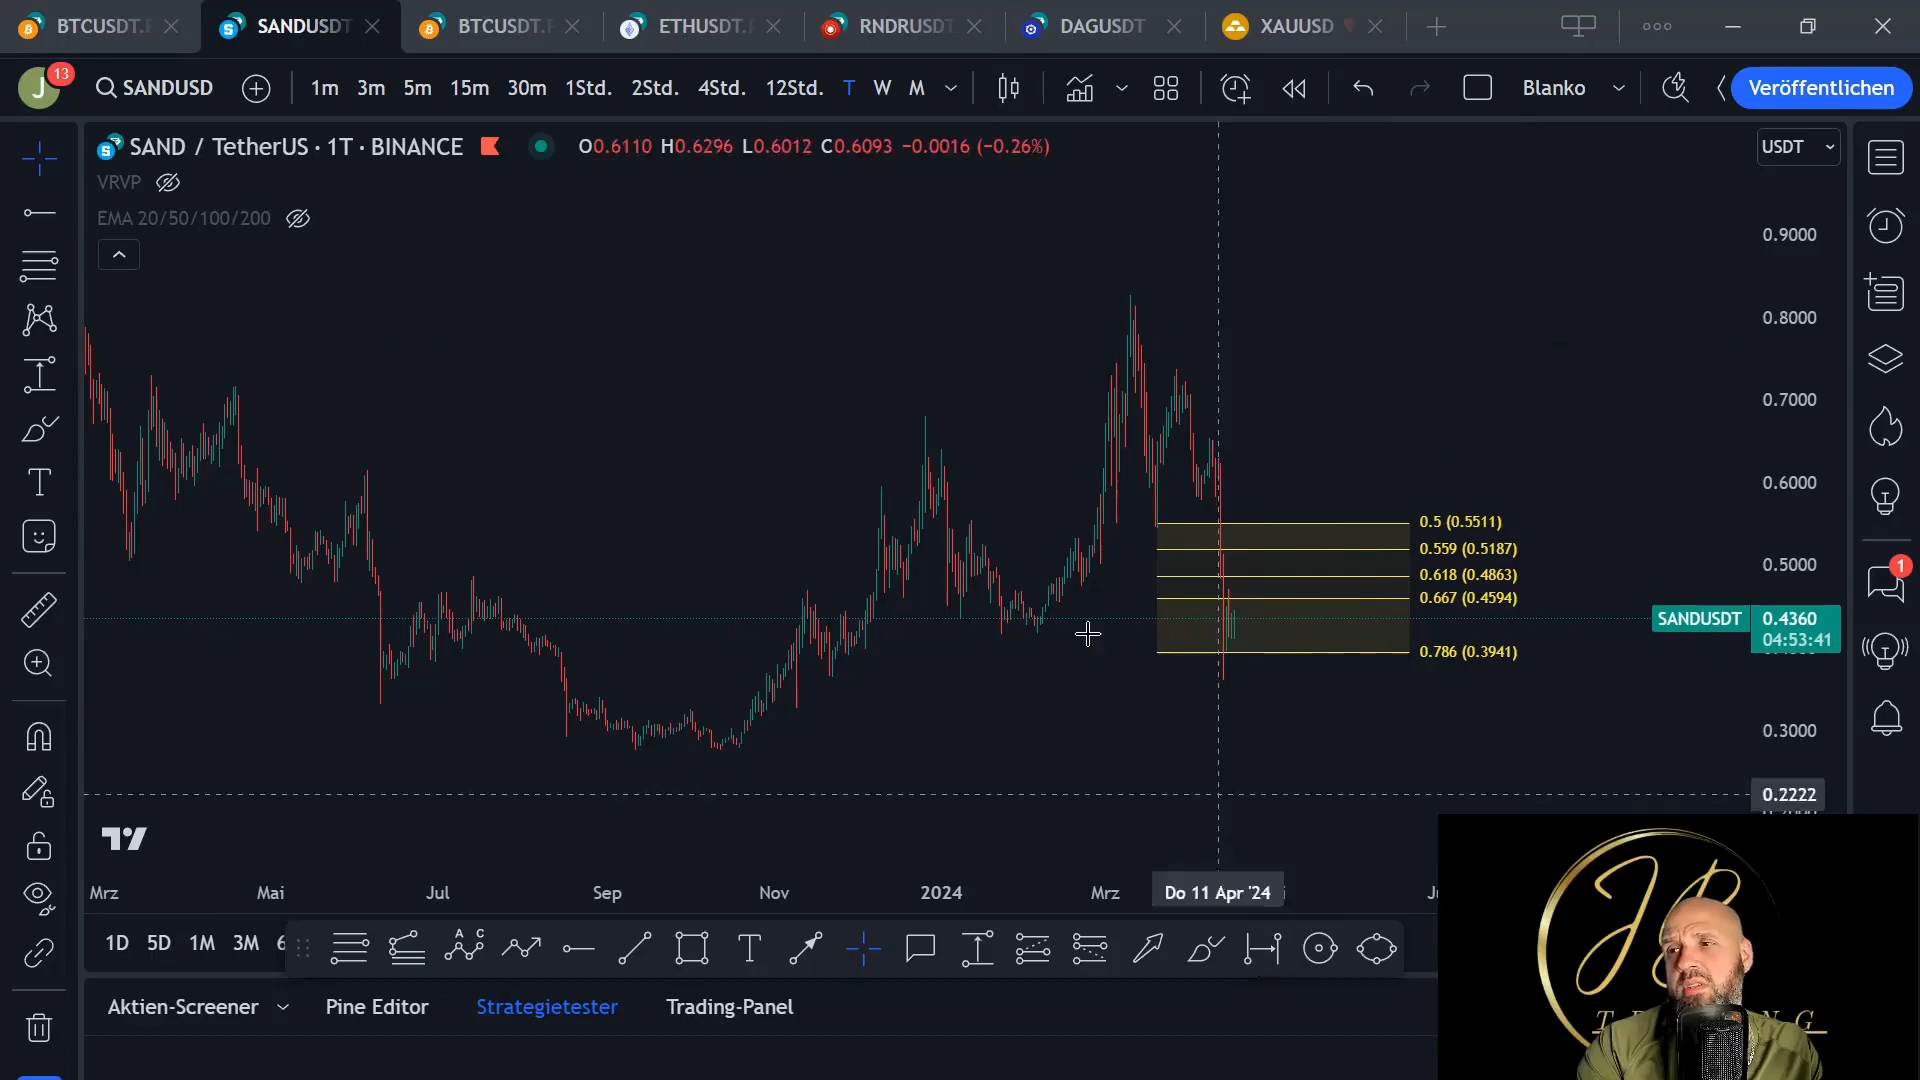 BTCUSDT.
SANDUSDT
BTCUSDT.P
ETHUSDT.
RNDRUSDT
DAGUSDT
XAUUSD
J
13
SANDUSD
1m 3m 5m 15m 30m 1Std. 2Std. 4Std. 12Std. T W M
Blanko
Veröffentlichen
SAND / TetherUS · 1T · BINANCE
O0.6110 H0.6296 L0.6012 C0.6093 −0.0016 (−0.26%)
USDT
VRVP
EMA 20/50/100/200
0.9000
0.8000
0.7000
0.6000
0.5 (0.5511)
0.559 (0.5187)
0.5000
0.618 (0.4863)
0.667 (0.4594)
1
SANDUSDT
0.4360
04:53:41
0.786 (0.3941)
0.3000
0.2222
Mrz Mai Jul Sep Nov 2024 Mrz Do 11 Apr '24
1D 5D 1M 3M
Aktien-Screener Pine Editor Strategietester Trading-Panel
JB